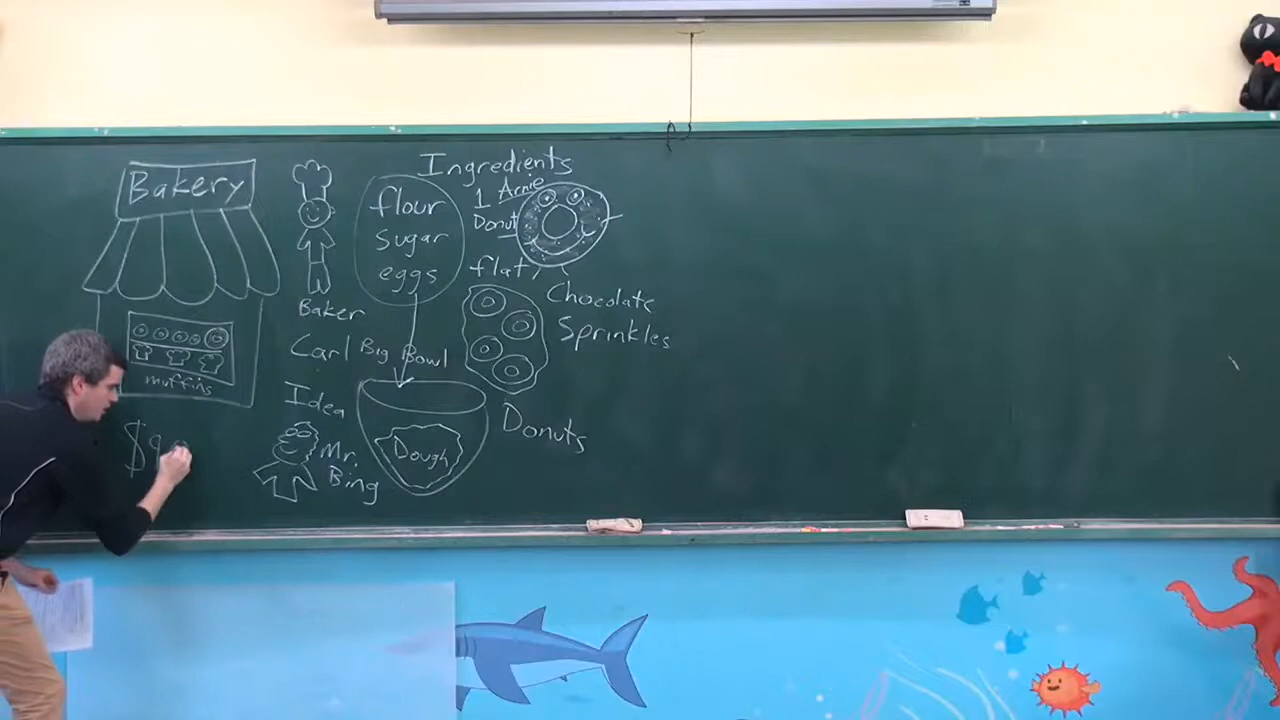 Bakery
muffins
$9
Baker
Carl
Idea
Mr.
Bing
Ingredients
flour
sugar
eggs
Big Bowl
Dough
1 Arnie
Donut
flat
Chocolate
Sprinkles
Donuts